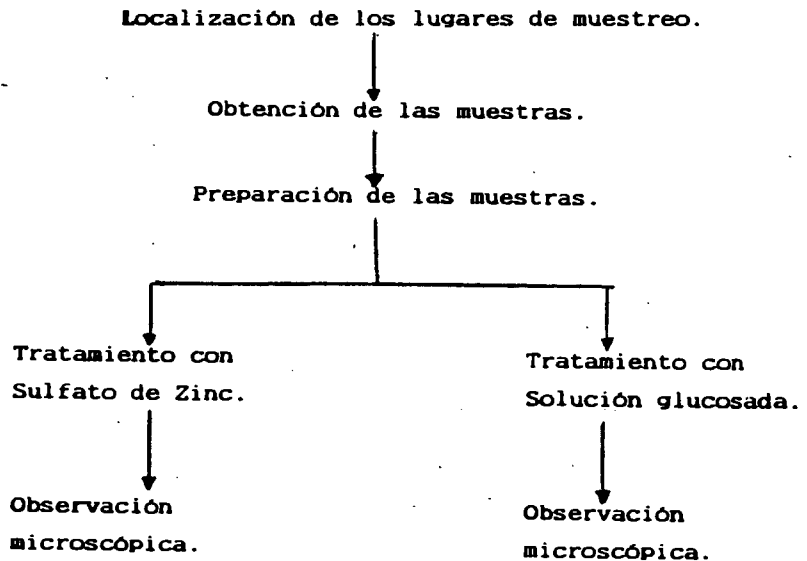 Localización de los lugares de muestreo.
Obtención de las muestras.
Preparación de las muestras.
Tratamiento con
Sulfato de Zinc.
Tratamiento con
Solución glucosada.
Observación
microscópica.
Observación
microscópica.